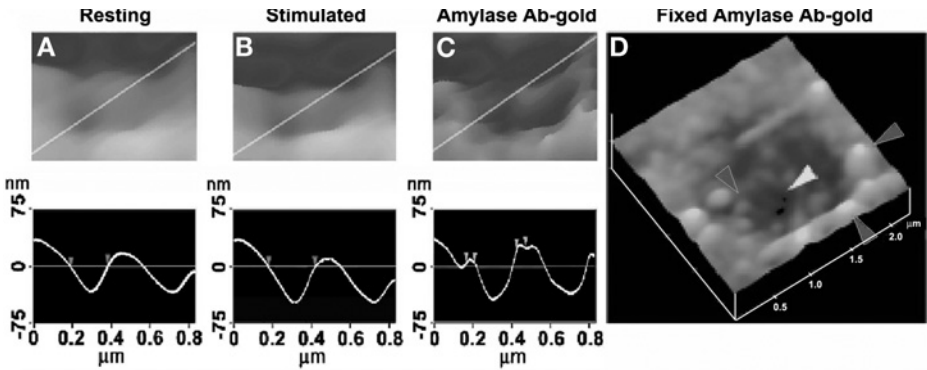 Resting
Stimulated
Amylase Ab-gold
Fixed Amylase Ab-gold
A
B
C
D
nm
75
0
-75
0 0.2 0.4 0.6 0.8
μm
nm
75
0
-75
0 0.2 0.4 0.6 0.8
μm
nm
75
0
-75
0 0.2 0.4 0.6 0.8
μm
0.5
1.0
1.5
2.0
μm